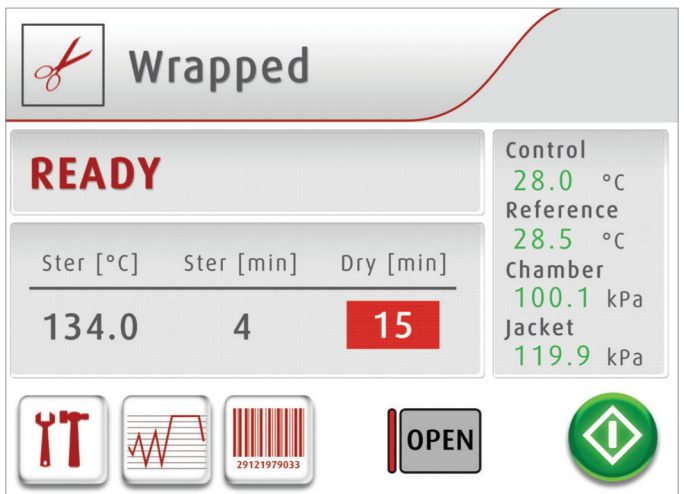 Wrapped
READY
Ster [°C] Ster [min] Dry [min]
134.0 4 15
Control
28.0 °C
Reference
28.5 °C
Chamber
100.1 kPa
Jacket
119.9 kPa
29121979033
OPEN